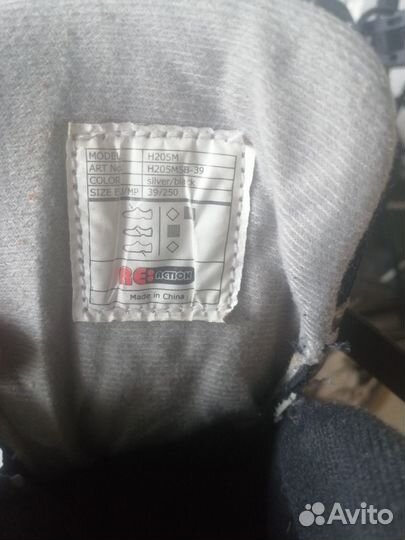 MODEL H205M
ART No. H205MS8-39
COLOR silver/black
SIZE EU/MP 39/250
RE:ACTION
Made in China
Avito